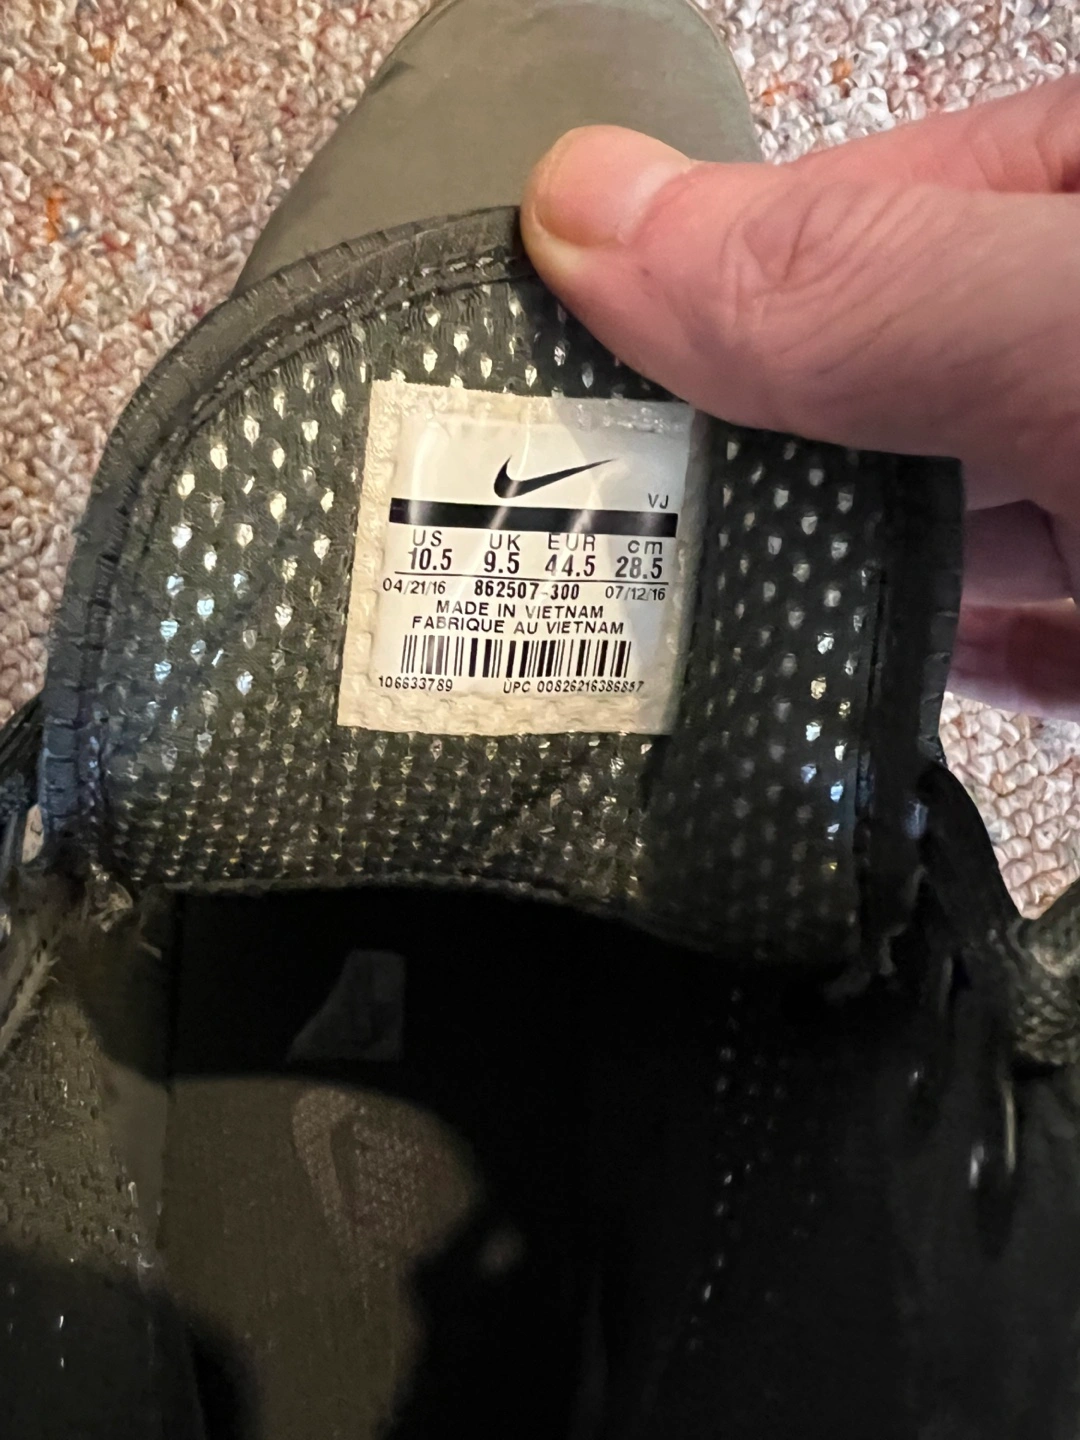 VJ
US UK EUR cm
10.5 9.5 44.5 28.5
04/21/16 862507-300 07/12/16
MADE IN VIETNAM
FABRIQUE AU VIETNAM
106633789 UPC 00826216386857